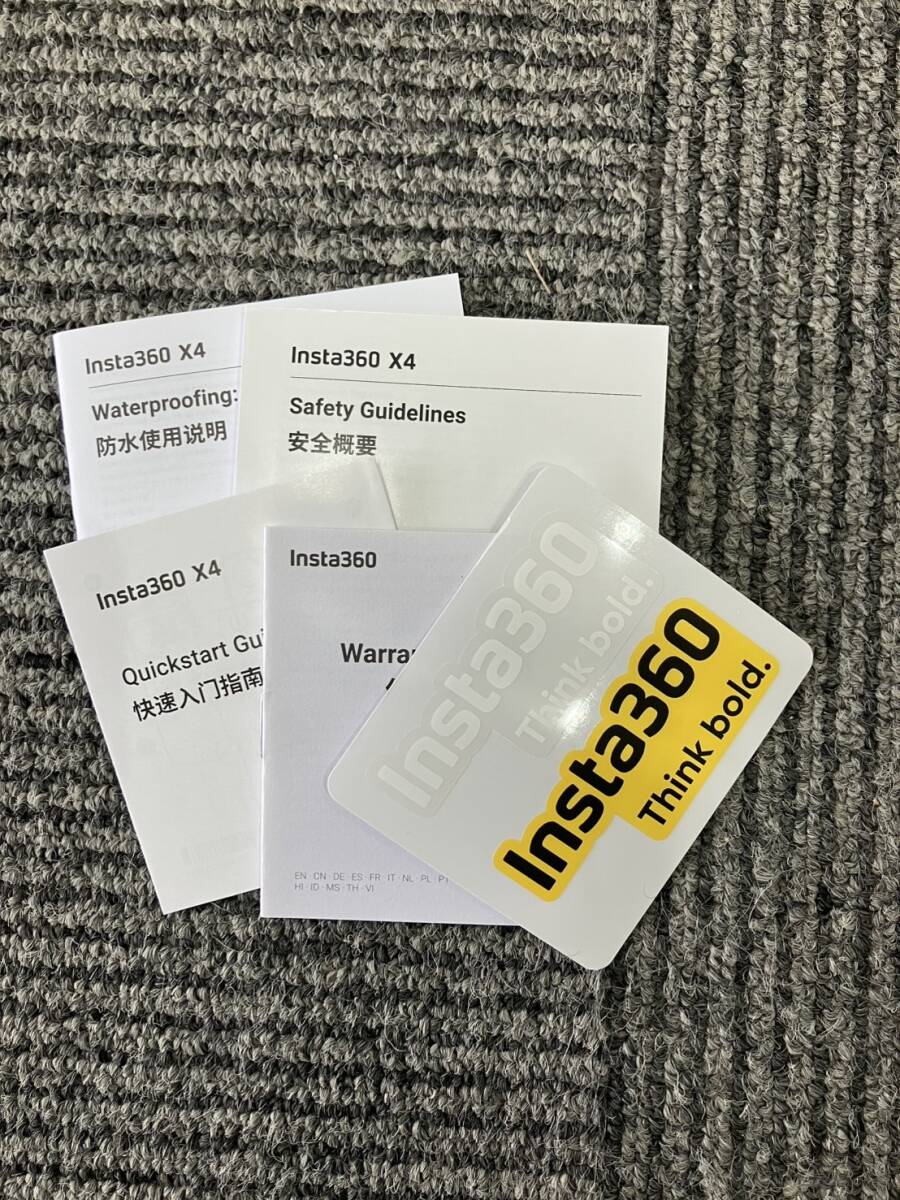 Insta360 X4
Waterproofing:
防水使用说明
Insta360 X4
Safety Guidelines
安全概要
Insta360 X4
Quickstart Gui
快速入门指南
Insta360
Warra
EN · CN · DE · ES · FR · IT · NL · PL · PT
HI · ID · MS · TH · VI
Insta360
Think bold.
Insta360
Think bold.